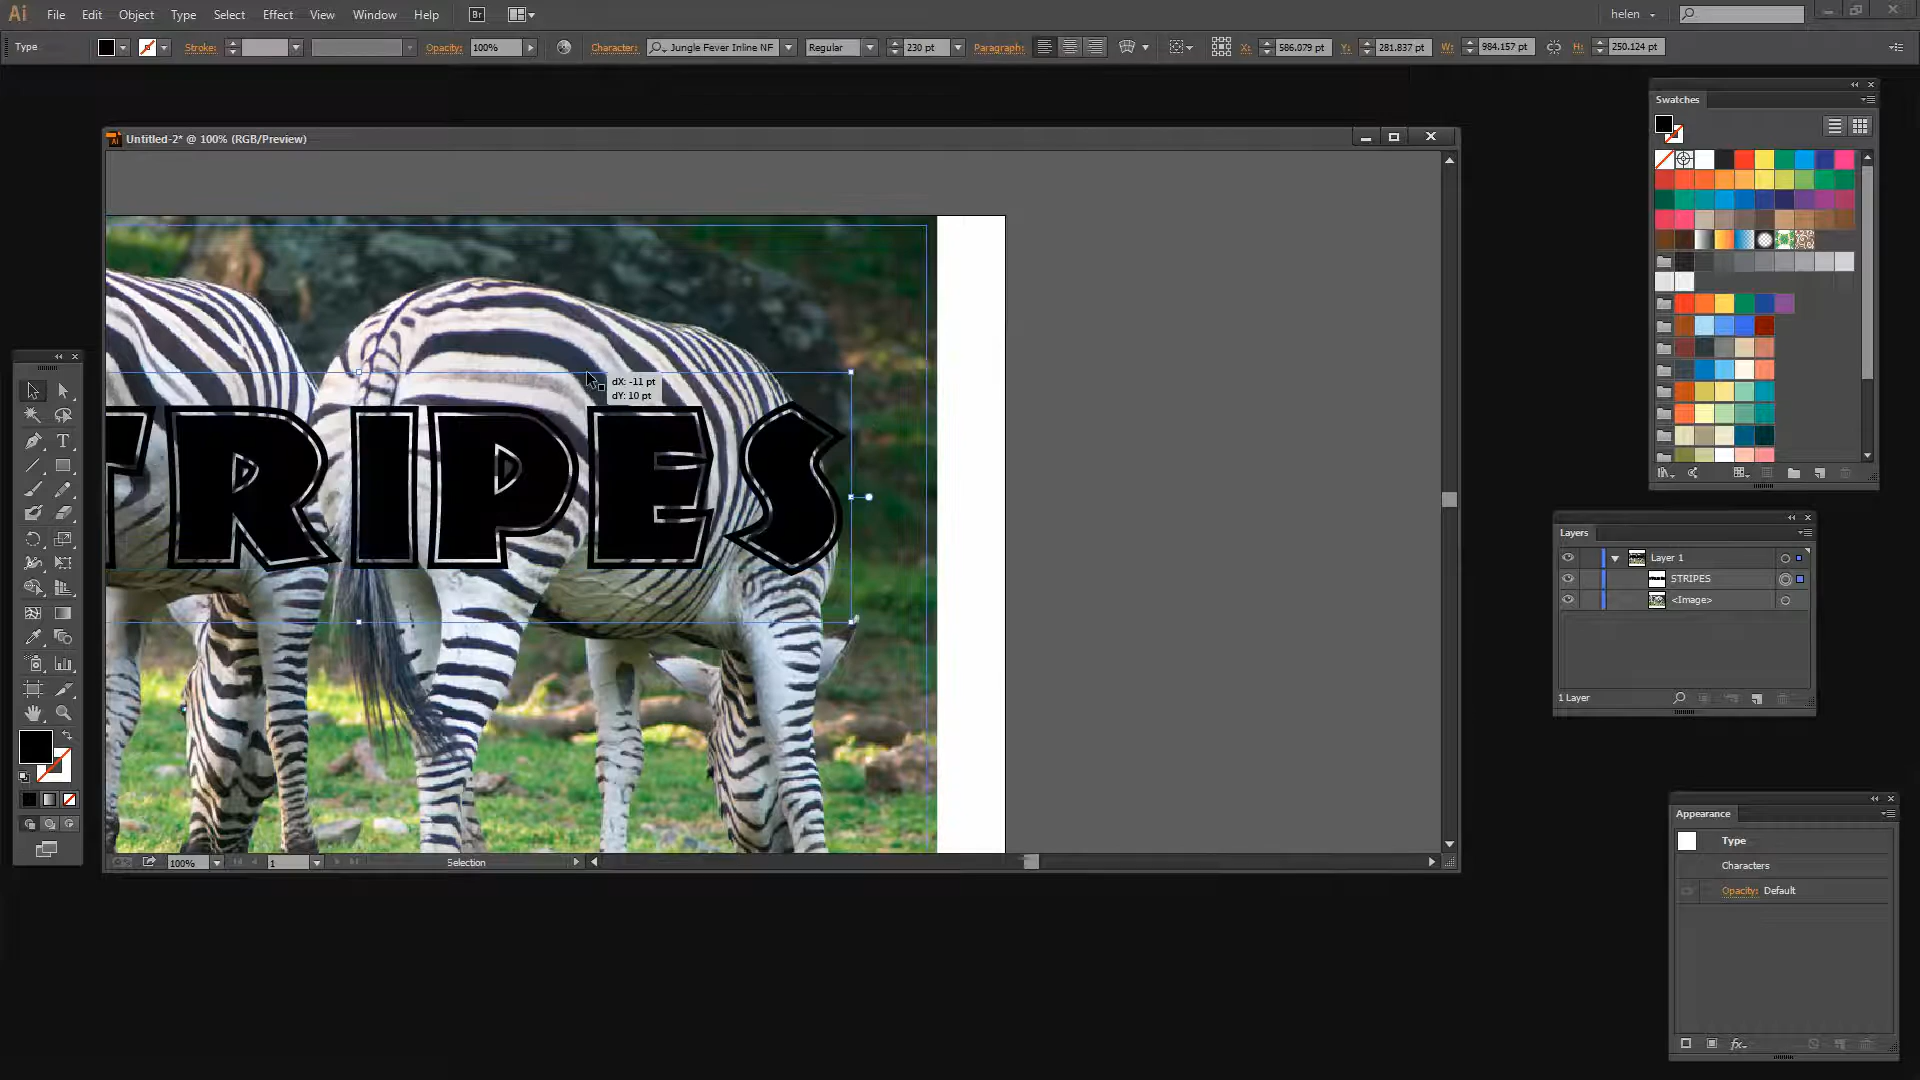 Ai File Edit Object Type Select Effect View Window Help Br helen
Type Stroke: Opacity: 100% Character: Jungle Fever Inline NF Regular 230 pt Paragraph: X: 586.079 pt Y: 281.837 pt W: 984.157 pt H: 250.124 pt
Swatches
Untitled-2* @ 100% (RGB/Preview)
dX: -11 pt
dY: 10 pt
TRIPES
Layers
Layer 1
STRIPES
<Image>
1 Layer
Appearance
Type
Characters
Opacity: Default
fx
100% 1 Selection